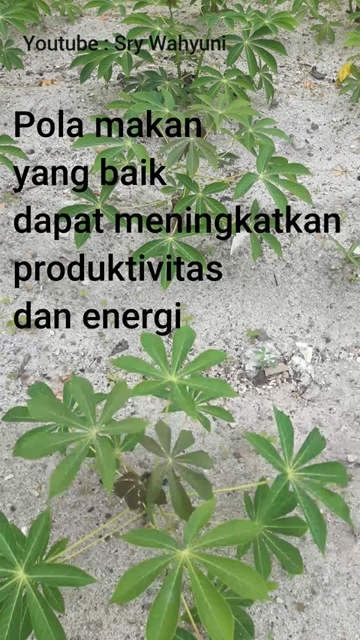 Youtube : Sry Wahyuni
Pola makan
yang baik
dapat meningkatkan
produktivitas
dan energi